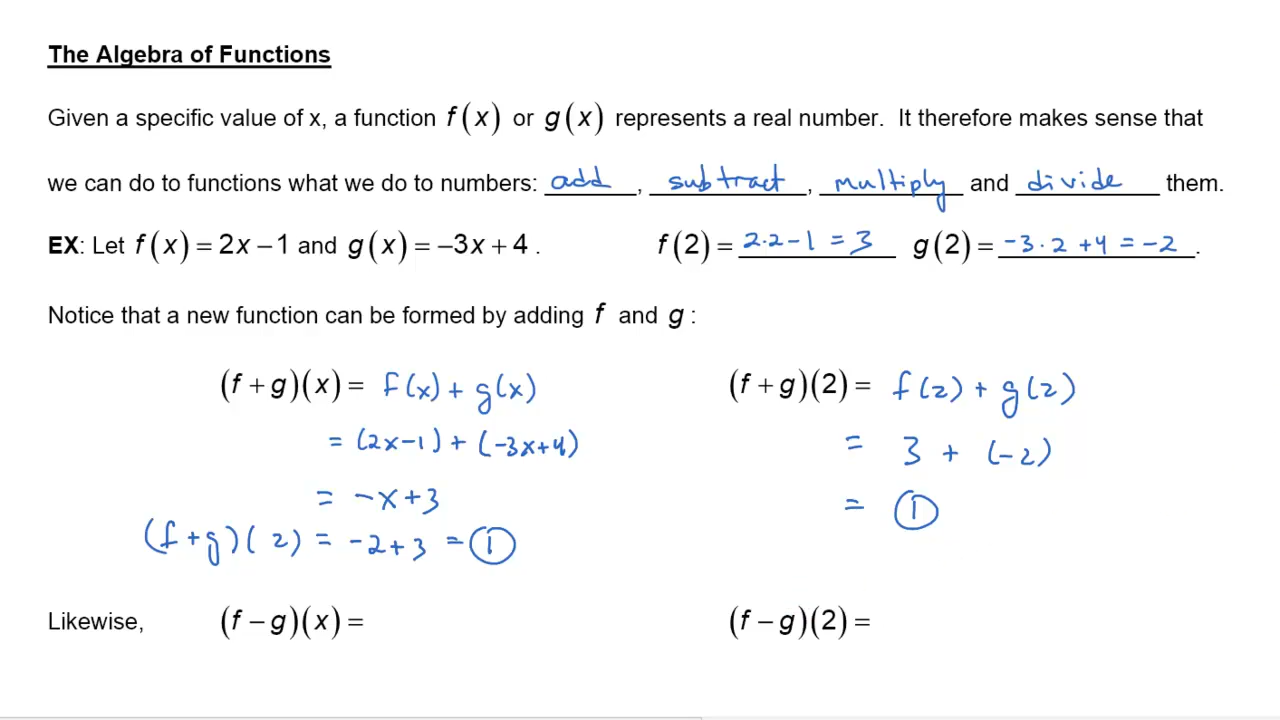 The Algebra of Functions
Given a specific value of x, a function f(x) or g(x) represents a real number. It therefore makes sense that
we can do to functions what we do to numbers: add, subtract, multiply and divide them.
EX: Let f(x) = 2x − 1 and g(x) = −3x + 4. f(2) = 2·2 − 1 = 3 g(2) = −3·2 + 4 = −2.
Notice that a new function can be formed by adding f and g:
(f + g)(x) = f(x) + g(x) (f + g)(2) = f(2) + g(2)
= (2x−1) + (−3x+4) = 3 + (−2)
= −x+3 = 1
(f+g)(2) = −2+3 = 1
Likewise, (f − g)(x) = (f − g)(2) =